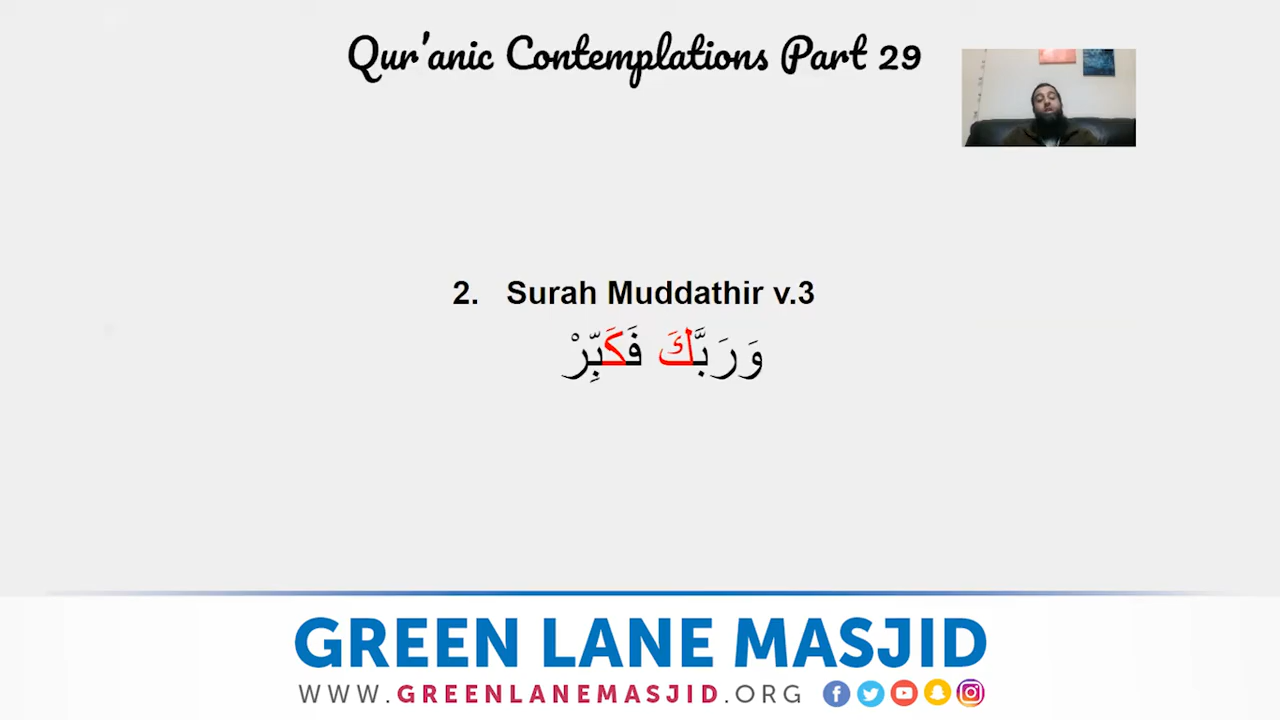 Qur'anic Contemplations Part 29
2. Surah Muddathir v.3
وَرَبَّكَ فَكَبِّرْ
GREEN LANE MASJID
WWW.GREENLANEMASJID.ORG